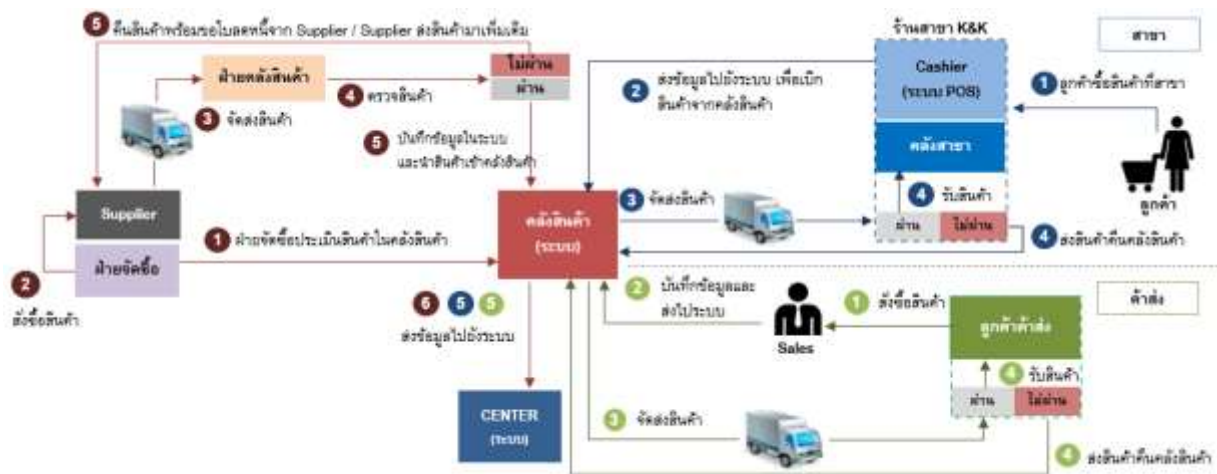 5 คืนสินค้าพร้อมขอใบลดหนี้จาก Supplier / Supplier ส่งสินค้ามาเพิ่มเติม
ฝ่ายคลังสินค้า
ไม่ผ่าน
ผ่าน
4 ตรวจสินค้า
3 จัดส่งสินค้า
5 บันทึกข้อมูลในระบบ
และนำสินค้าเข้าคลังสินค้า
Supplier
ฝ่ายจัดซื้อ
1 ฝ่ายจัดซื้อประเมินสินค้าในคลังสินค้า
2
สั่งซื้อสินค้า
คลังสินค้า
(ระบบ)
6 5 5
ส่งข้อมูลไปยังระบบ
CENTER
(ระบบ)
ร้านสาขา K&K
สาขา
Cashier
(ระบบ POS)
คลังสาขา
2 ส่งข้อมูลไปยังระบบ เพื่อเบิก
สินค้าจากคลังสินค้า
1 ลูกค้าซื้อสินค้าที่สาขา
ลูกค้า
3 จัดส่งสินค้า
4 รับสินค้า
ผ่าน
ไม่ผ่าน
4 ส่งสินค้าคืนคลังสินค้า
ค้าส่ง
2 บันทึกข้อมูลและ
ส่งไประบบ
Sales
1 สั่งซื้อสินค้า
ลูกค้าค้าส่ง
4 รับสินค้า
ผ่าน
ไม่ผ่าน
3 จัดส่งสินค้า
4 ส่งสินค้าคืนคลังสินค้า